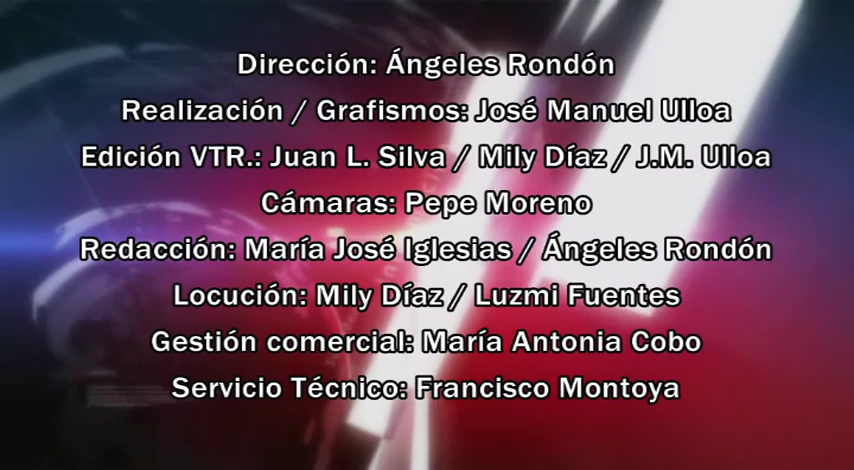 Dirección: Ángeles Rondón
Realización / Grafismos: José Manuel Ulloa
Edición VTR.: Juan L. Silva / Mily Díaz / J.M. Ulloa
Cámaras: Pepe Moreno
Redacción: María José Iglesias / Ángeles Rondón
Locución: Mily Díaz / Luzmi Fuentes
Gestión comercial: María Antonia Cobo
Servicio Técnico: Francisco Montoya